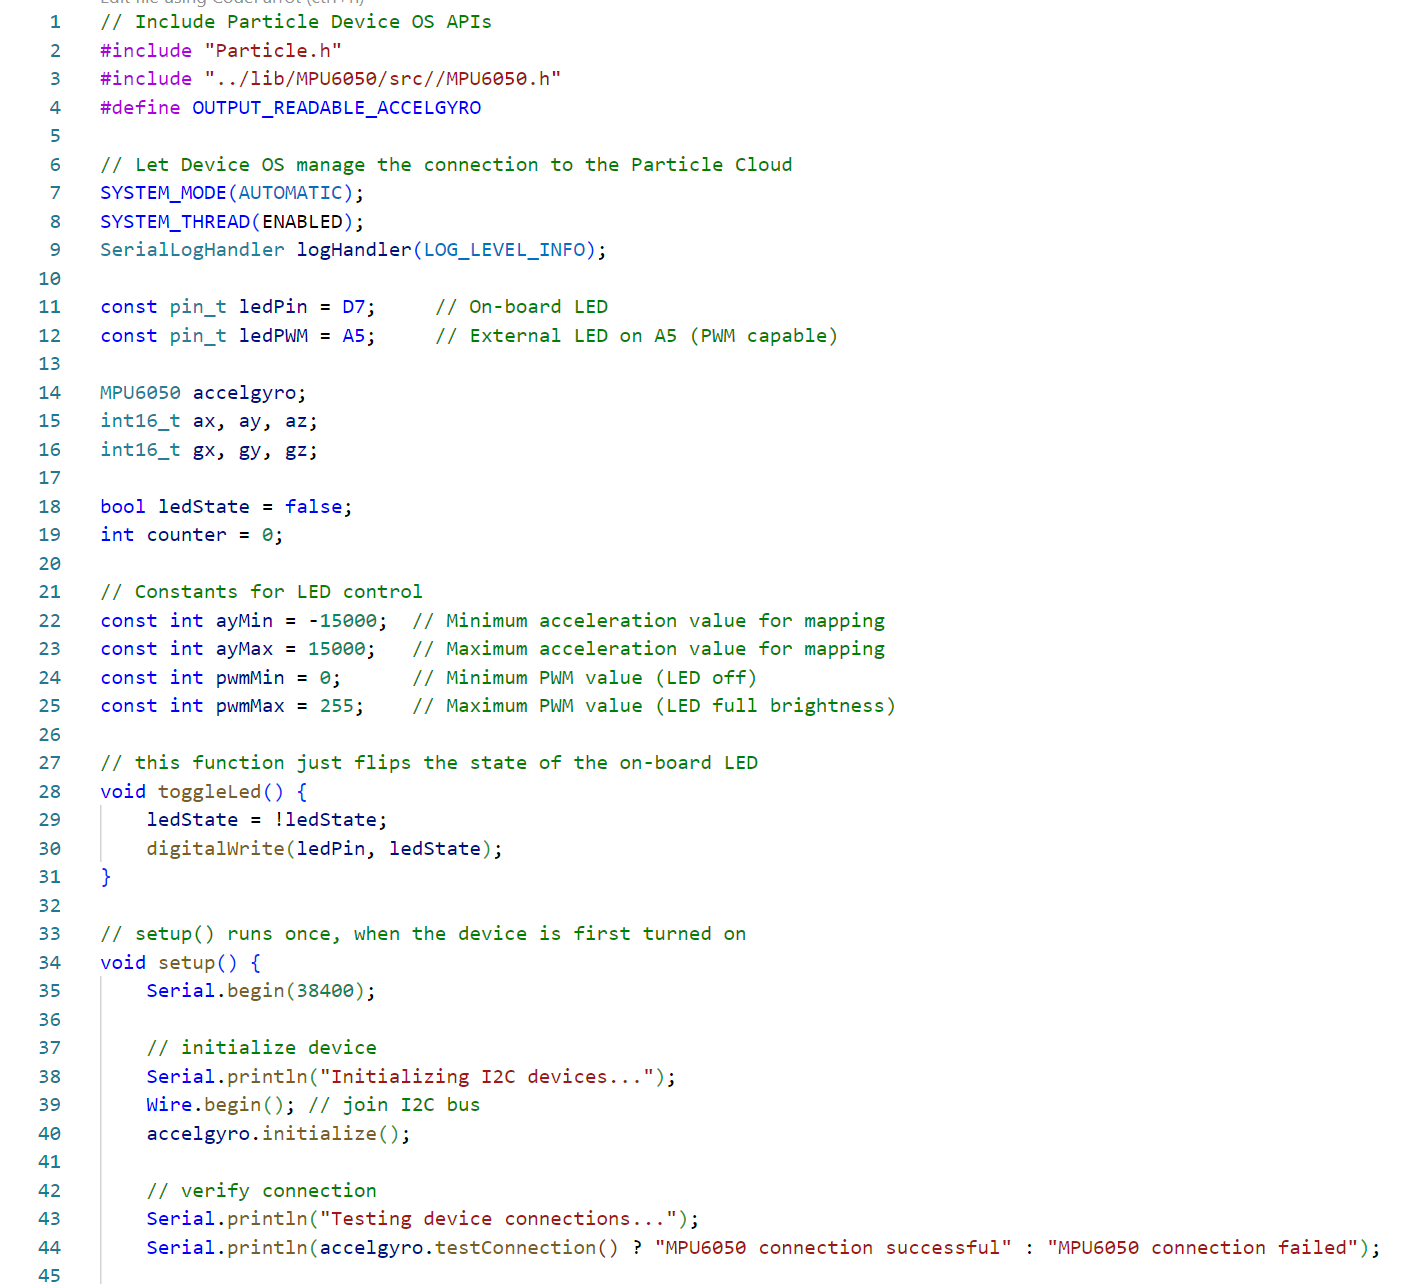 Edit file using CodeParrot (ctrl+h)
1 // Include Particle Device OS APIs
2 #include "Particle.h"
3 #include "../lib/MPU6050/src//MPU6050.h"
4 #define OUTPUT_READABLE_ACCELGYRO
5
6 // Let Device OS manage the connection to the Particle Cloud
7 SYSTEM_MODE(AUTOMATIC);
8 SYSTEM_THREAD(ENABLED);
9 SerialLogHandler logHandler(LOG_LEVEL_INFO);
10
11 const pin_t ledPin = D7;     // On-board LED
12 const pin_t ledPWM = A5;     // External LED on A5 (PWM capable)
13
14 MPU6050 accelgyro;
15 int16_t ax, ay, az;
16 int16_t gx, gy, gz;
17
18 bool ledState = false;
19 int counter = 0;
20
21 // Constants for LED control
22 const int ayMin = -15000;  // Minimum acceleration value for mapping
23 const int ayMax = 15000;   // Maximum acceleration value for mapping
24 const int pwmMin = 0;      // Minimum PWM value (LED off)
25 const int pwmMax = 255;    // Maximum PWM value (LED full brightness)
26
27 // this function just flips the state of the on-board LED
28 void toggleLed() {
29     ledState = !ledState;
30     digitalWrite(ledPin, ledState);
31 }
32
33 // setup() runs once, when the device is first turned on
34 void setup() {
35     Serial.begin(38400);
36
37     // initialize device
38     Serial.println("Initializing I2C devices...");
39     Wire.begin(); // join I2C bus
40     accelgyro.initialize();
41
42     // verify connection
43     Serial.println("Testing device connections...");
44     Serial.println(accelgyro.testConnection() ? "MPU6050 connection successful" : "MPU6050 connection failed");
45